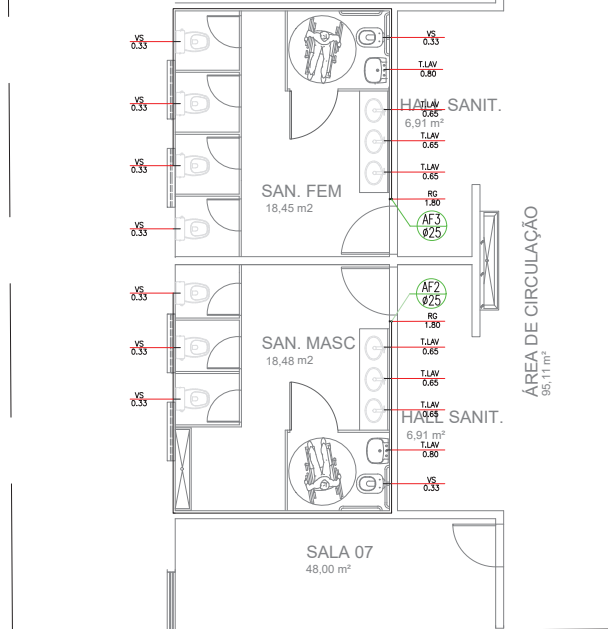 VS
0.33
VS
0.33
T.LAV
0.80
VS
0.33
HALL SANIT.
T.LAV
0.65
6,91 m²
T.LAV
0.65
VS
0.33
T.LAV
0.65
SAN. FEM
18,45 m2
RG
1.80
VS
0.33
AF3
ø25
ÁREA DE CIRCULAÇÃO
95,11 m²
VS
0.33
AF2
ø25
RG
1.80
VS
0.33
SAN. MASC
18,48 m2
T.LAV
0.65
T.LAV
0.65
VS
0.33
T.LAV
0.65
HALL SANIT.
6,91 m²
T.LAV
0.80
VS
0.33
SALA 07
48,00 m²